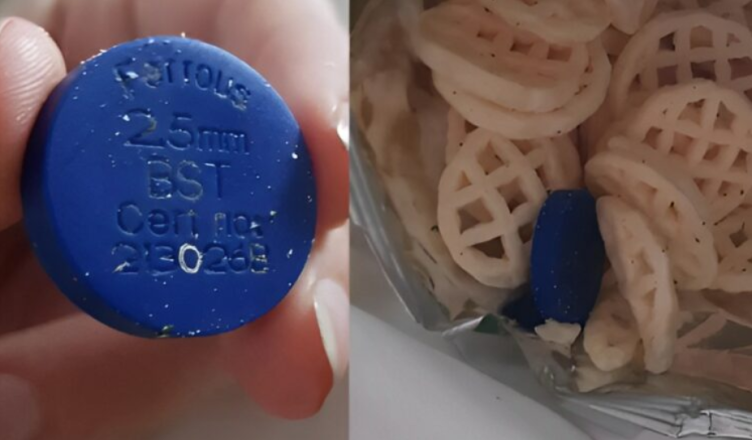 Ferrous
2.5mm
BST
Cert no:
213026B